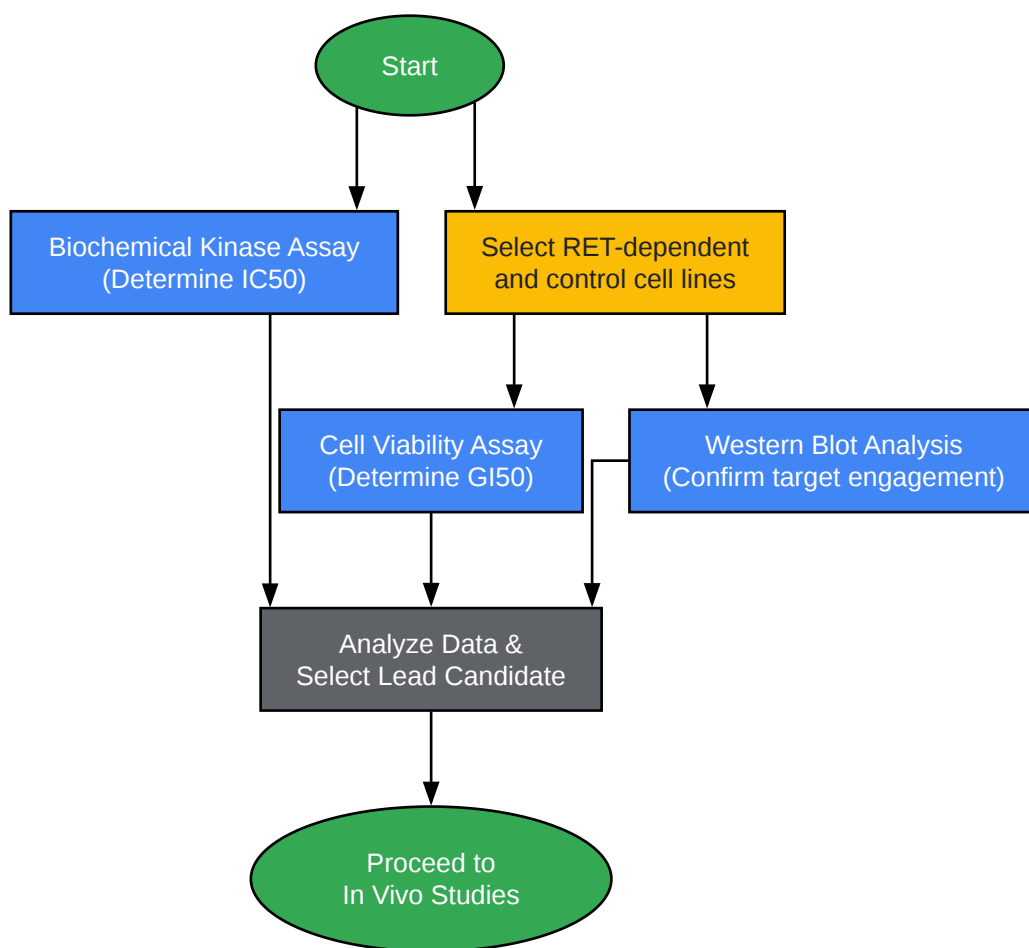 Start
Biochemical Kinase Assay
(Determine IC50)
Select RET-dependent
and control cell lines
Cell Viability Assay
(Determine GI50)
Western Blot Analysis
(Confirm target engagement)
Analyze Data &
Select Lead Candidate
Proceed to
In Vivo Studies